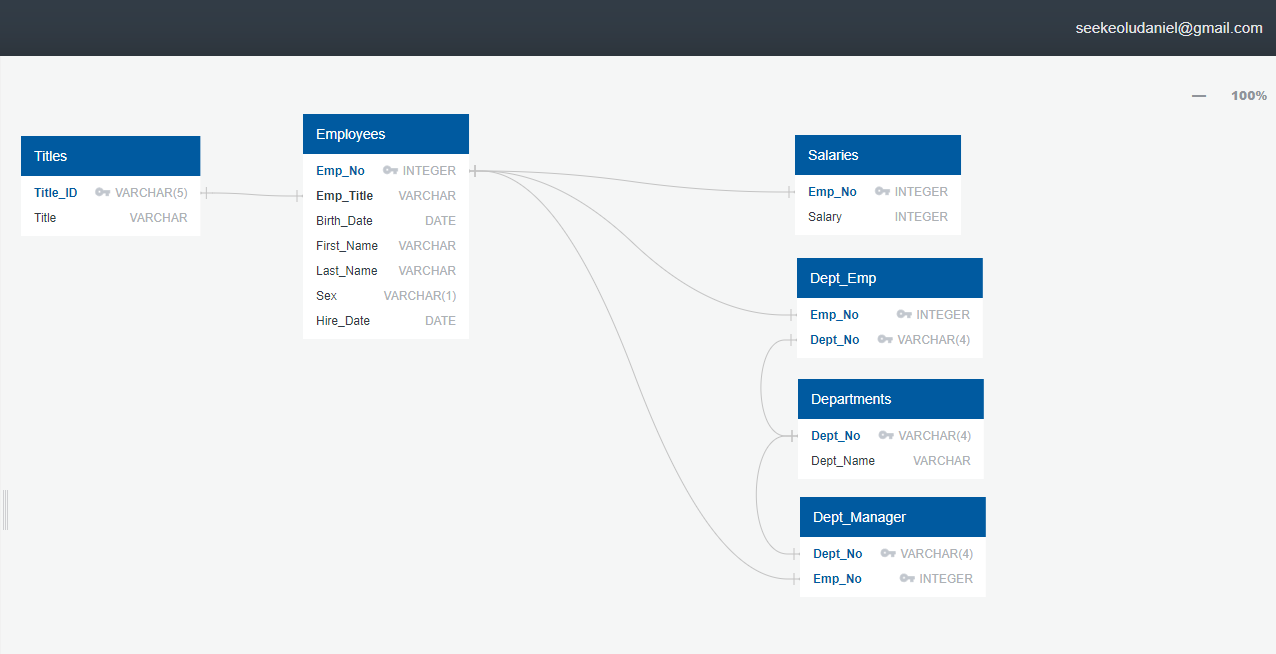 seekeoludaniel@gmail.com
100%
Titles
Title_ID VARCHAR(5)
Title VARCHAR
Employees
Emp_No INTEGER
Emp_Title VARCHAR
Birth_Date DATE
First_Name VARCHAR
Last_Name VARCHAR
Sex VARCHAR(1)
Hire_Date DATE
Salaries
Emp_No INTEGER
Salary INTEGER
Dept_Emp
Emp_No INTEGER
Dept_No VARCHAR(4)
Departments
Dept_No VARCHAR(4)
Dept_Name VARCHAR
Dept_Manager
Dept_No VARCHAR(4)
Emp_No INTEGER